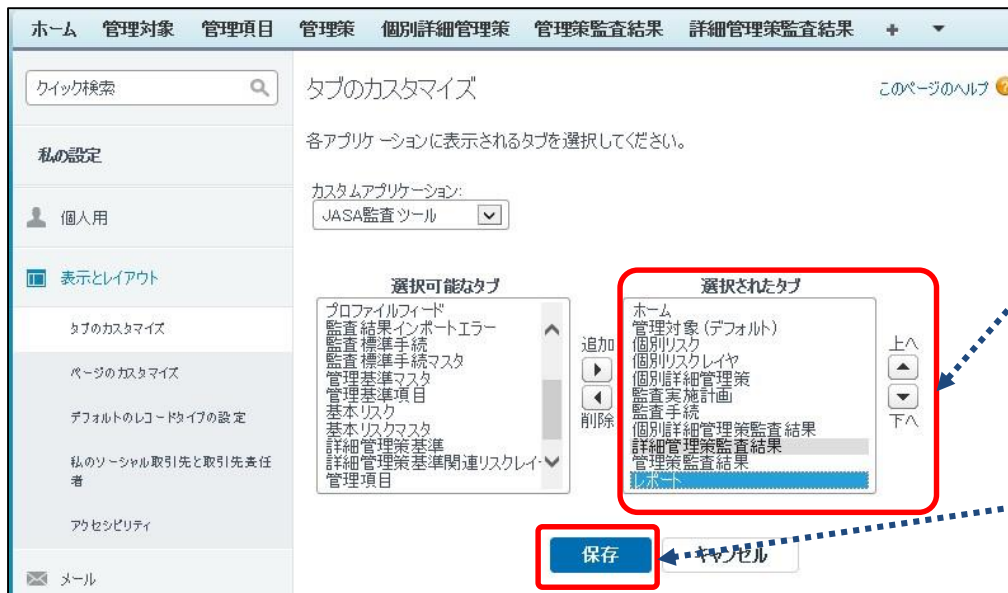 ホーム 管理対象 管理項目 管理策 個別詳細管理策 管理策監査結果 詳細管理策監査結果 +
クイック検索
タブのカスタマイズ
このページのヘルプ
各アプリケーションに表示されるタブを選択してください。
私の設定
カスタムアプリケーション:
JASA監査ツール
個人用
表示とレイアウト
タブのカスタマイズ
ページのカスタマイズ
デフォルトのレコードタイプの設定
私のソーシャル取引先と取引先責任
者
アクセシビリティ
メール
選択可能なタブ
プロファイルフィード
監査結果インポートエラー
監査標準手続
監査標準手続マスタ
管理基準マスタ
管理基準項目
基本リスク
基本リスクマスタ
詳細管理策基準
詳細管理策基準関連リスクレイ
管理項目
追加
削除
選択されたタブ
ホーム
管理対象 (デフォルト)
個別リスク
個別リスクレイヤ
個別詳細管理策
監査実施計画
監査手続
個別詳細管理策監査結果
詳細管理策監査結果
管理策監査結果
レポート
上へ
下へ
保存
キャンセル